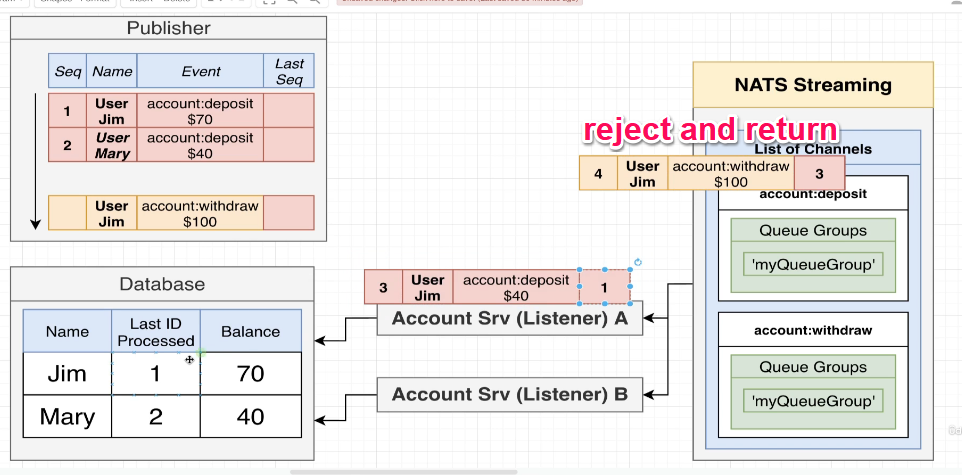 Publisher
Seq Name Event Last Seq
1 User Jim account:deposit $70
2 User Mary account:deposit $40
User Jim account:withdraw $100
Database
Name Last ID Processed Balance
Jim 1 70
Mary 2 40
3 User Jim account:deposit $40 1
Account Srv (Listener) A
Account Srv (Listener) B
reject and return
4 User Jim account:withdraw $100 3
NATS Streaming
List of Channels
account:deposit
Queue Groups
'myQueueGroup'
account:withdraw
Queue Groups
'myQueueGroup'